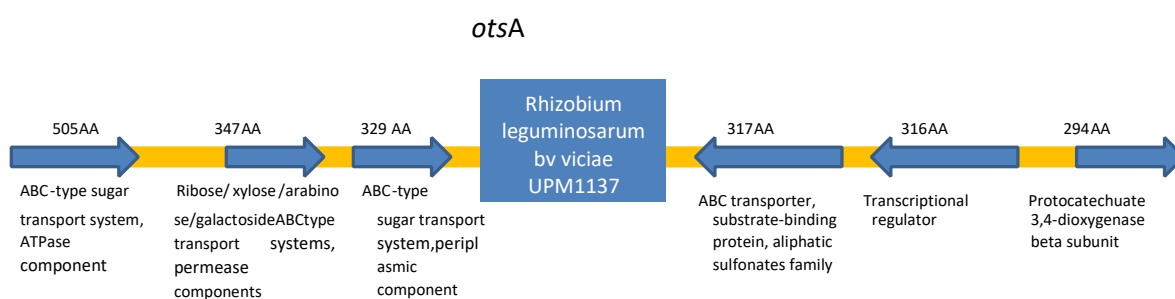 otsA
Rhizobium
leguminosarum
bv viciae
UPM1137
505AA
347AA
329 AA
317AA
316AA
294AA
ABC-type sugar
transport system,
ATPase
component
Ribose/ xylose /arabino
se/galactosideABCtype
transport systems,
permease
components
ABC-type
sugar transport
system,peripl
asmic
component
ABC transporter,
substrate-binding
protein, aliphatic
sulfonates family
Transcriptional
regulator
Protocatechuate
3,4-dioxygenase
beta subunit